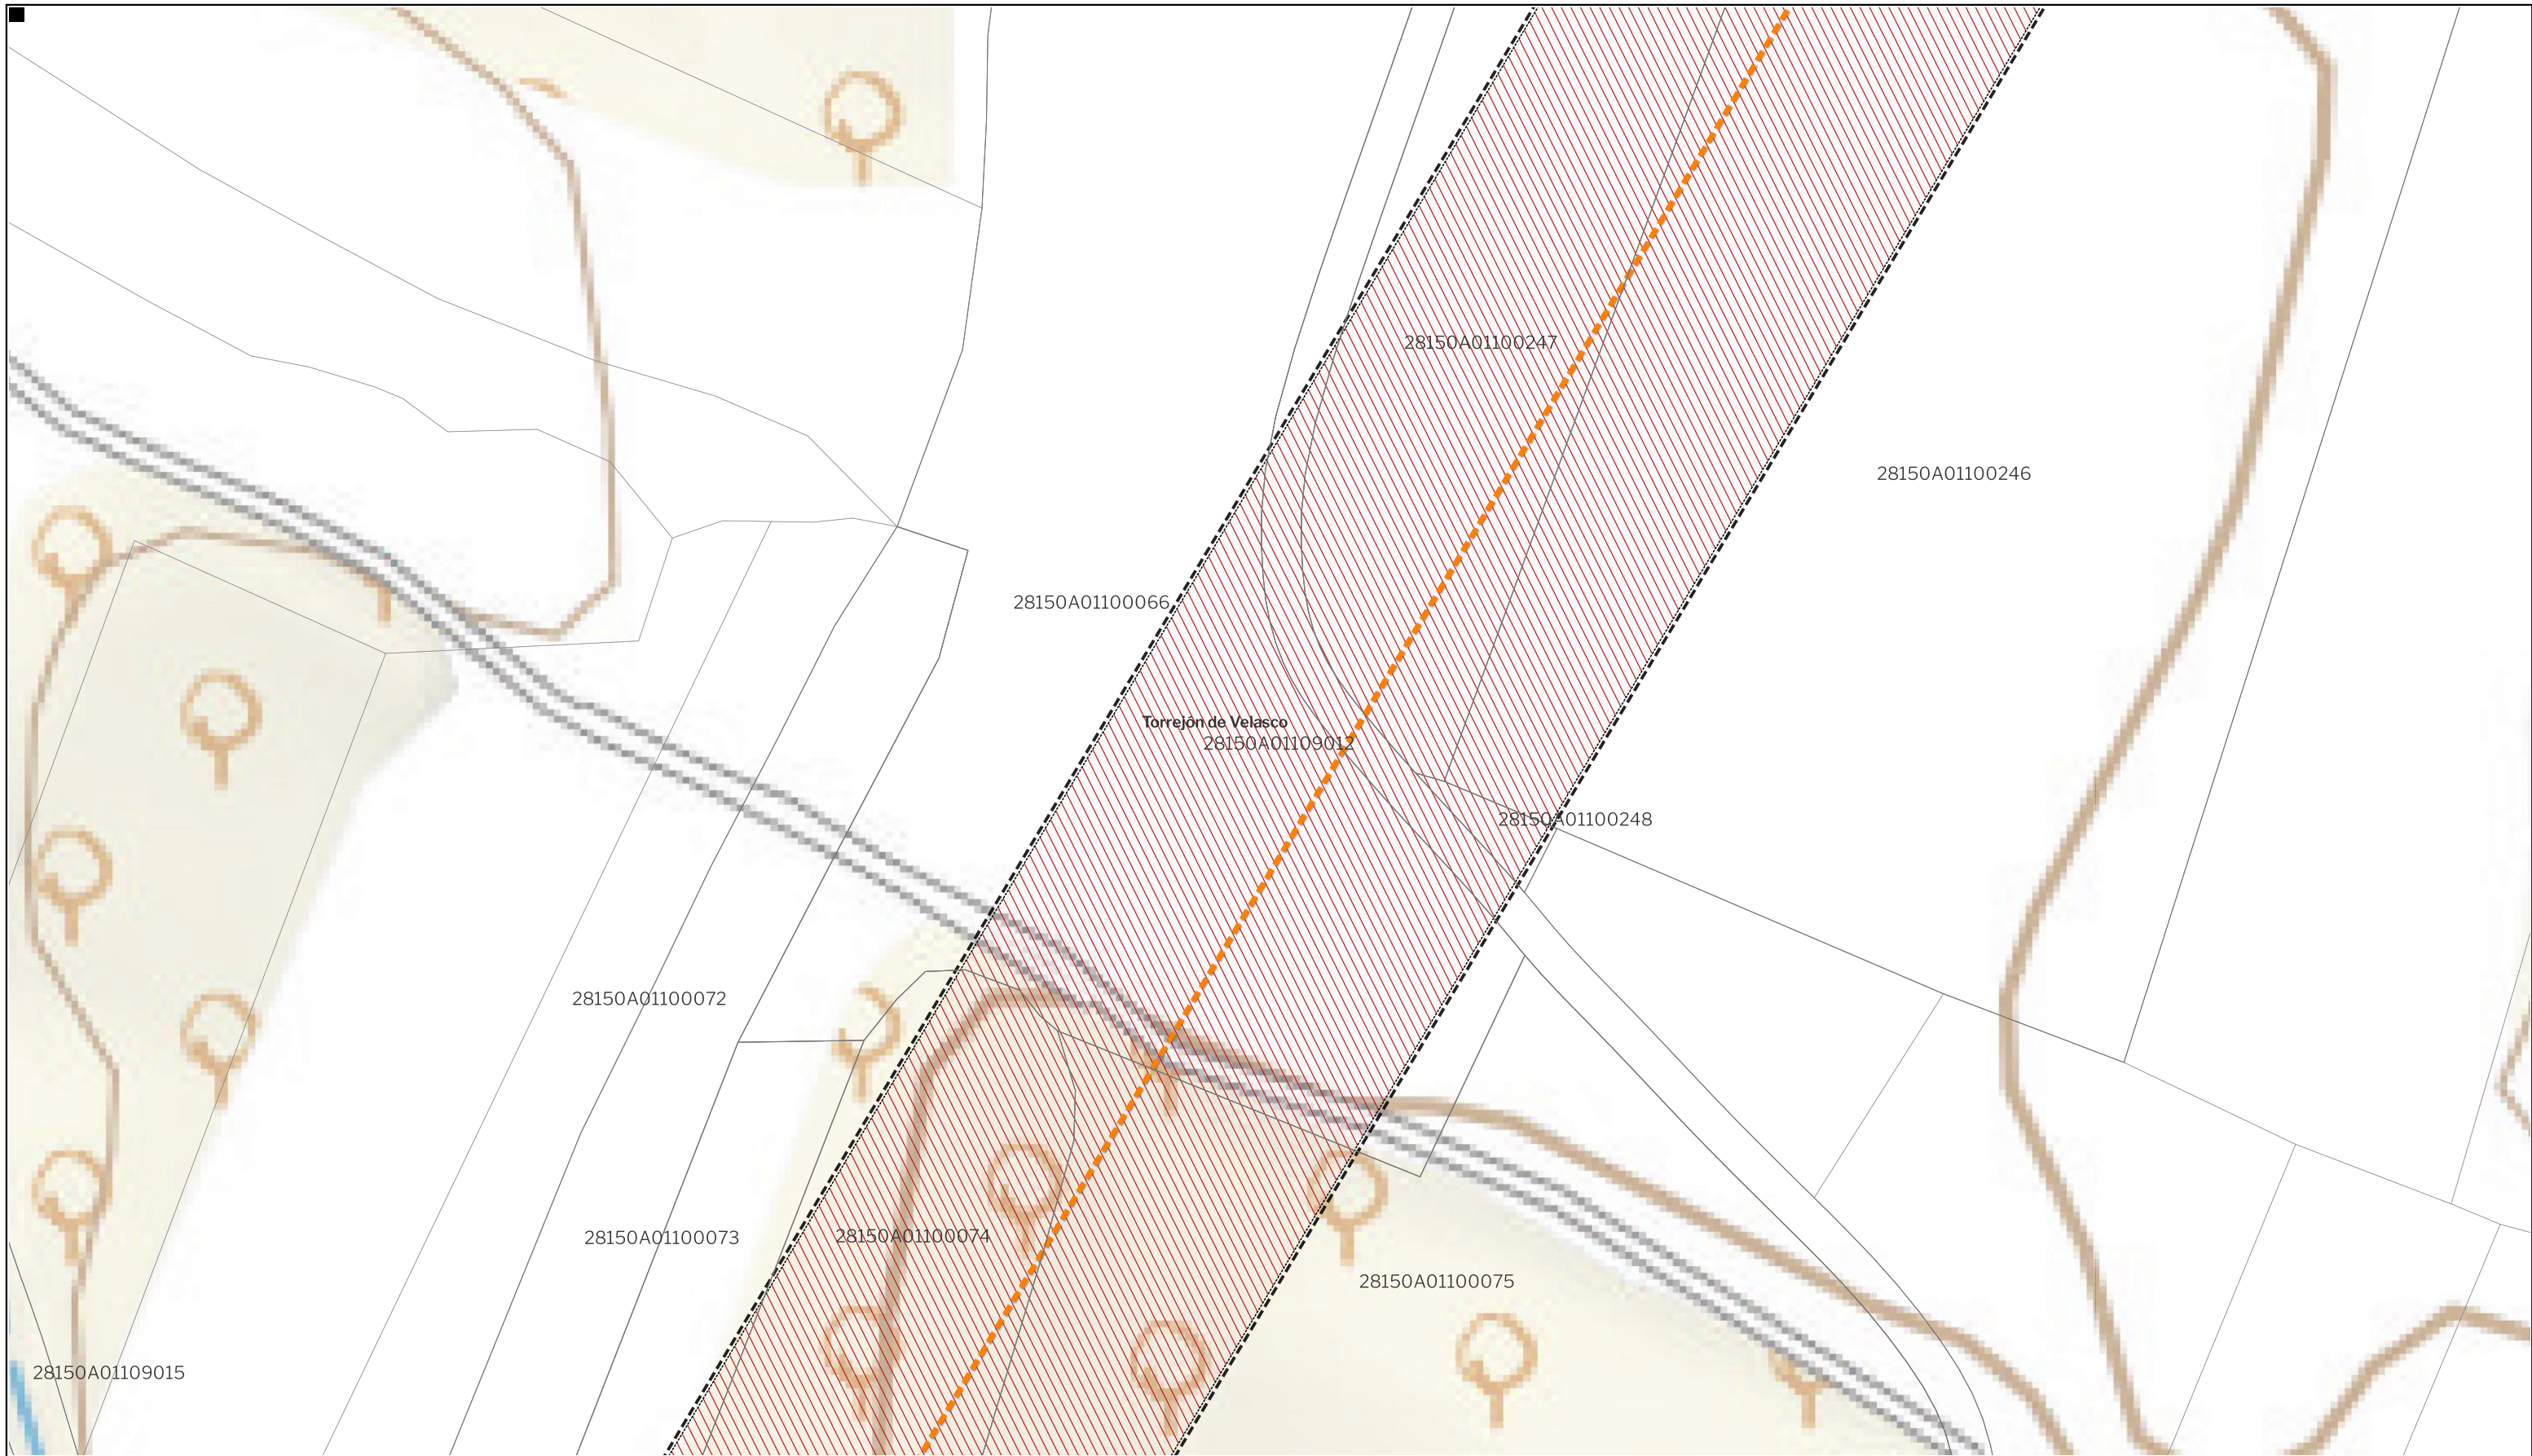 28150A01100247
28150A01100246
28150A01100066
Torrejón de Velasco
28150A01109012
28150A01100248
28150A01100072
28150A01100073
28150A01100074
28150A01100075
28150A01109015